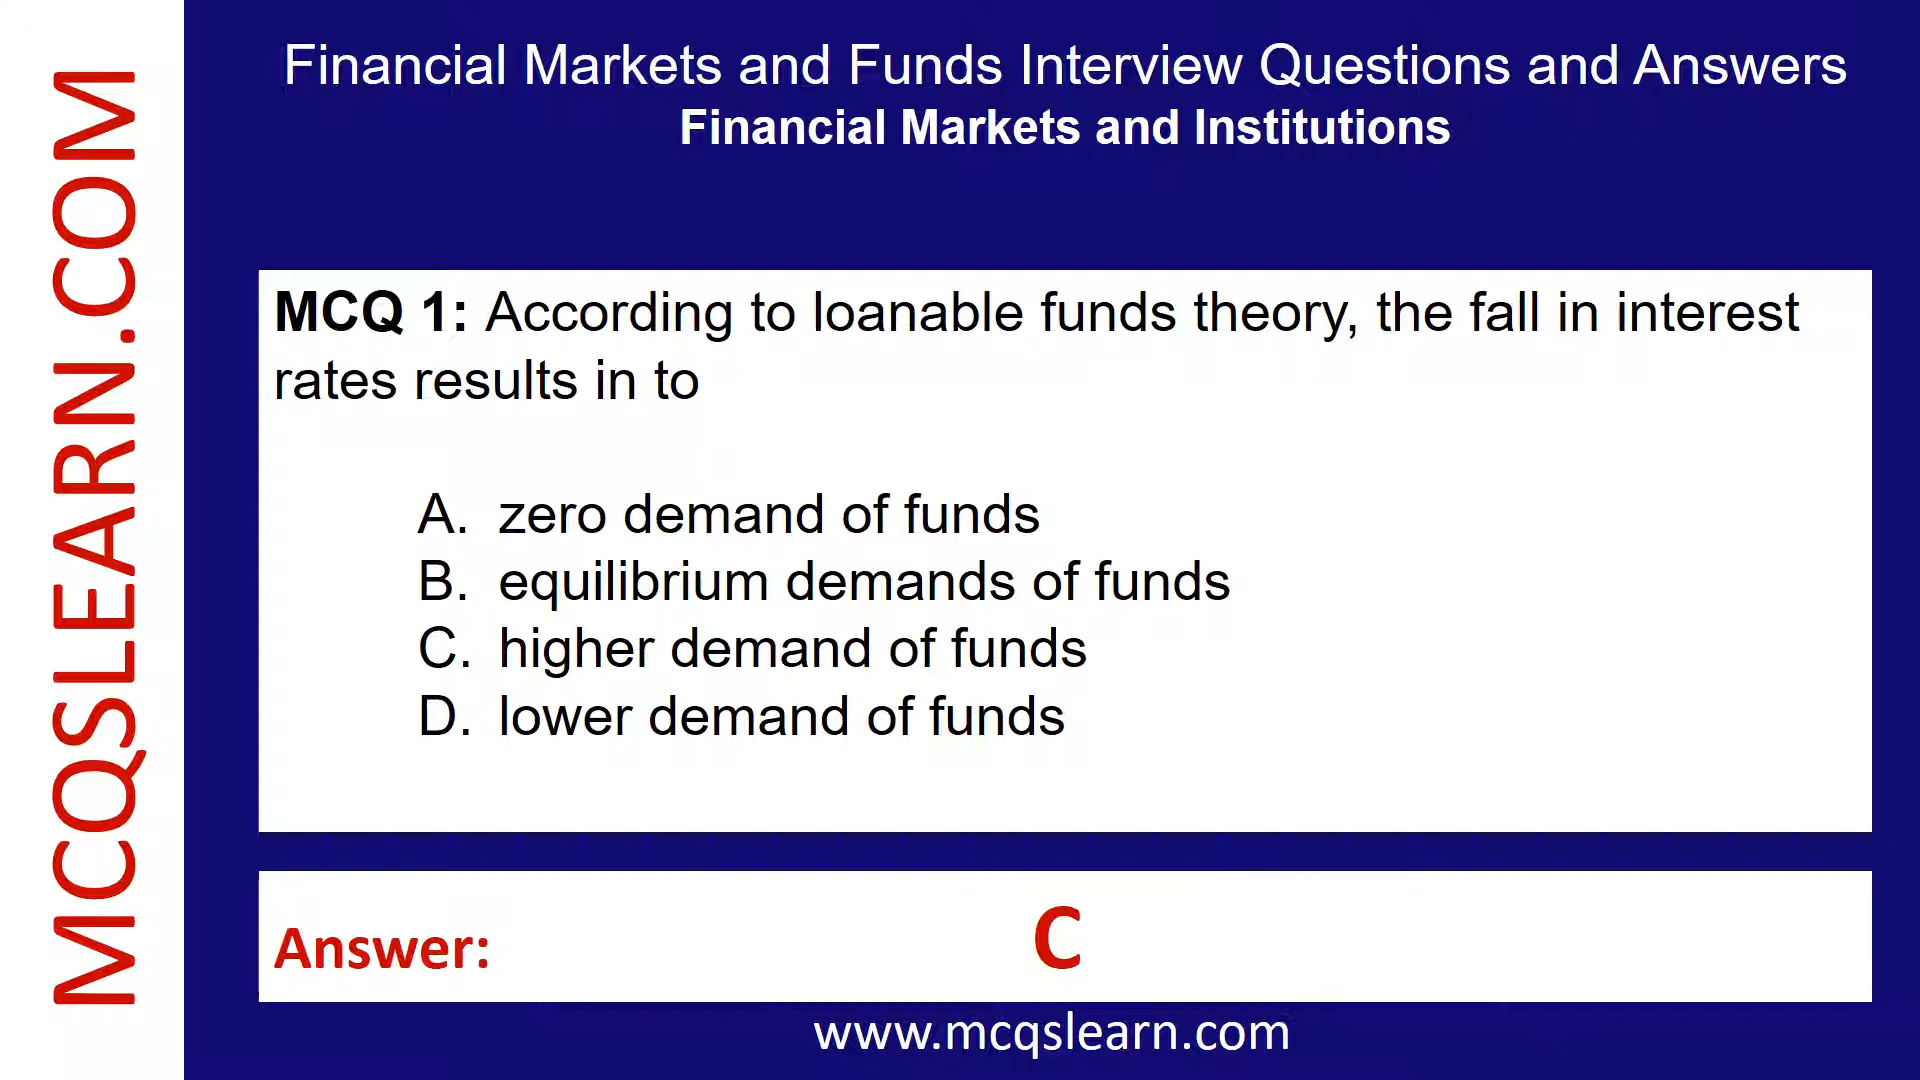 MCQSLEARN.COM
Financial Markets and Funds Interview Questions and Answers
Financial Markets and Institutions
MCQ 1: According to loanable funds theory, the fall in interest
rates results in to
A. zero demand of funds
B. equilibrium demands of funds
C. higher demand of funds
D. lower demand of funds
Answer: C
www.mcqslearn.com